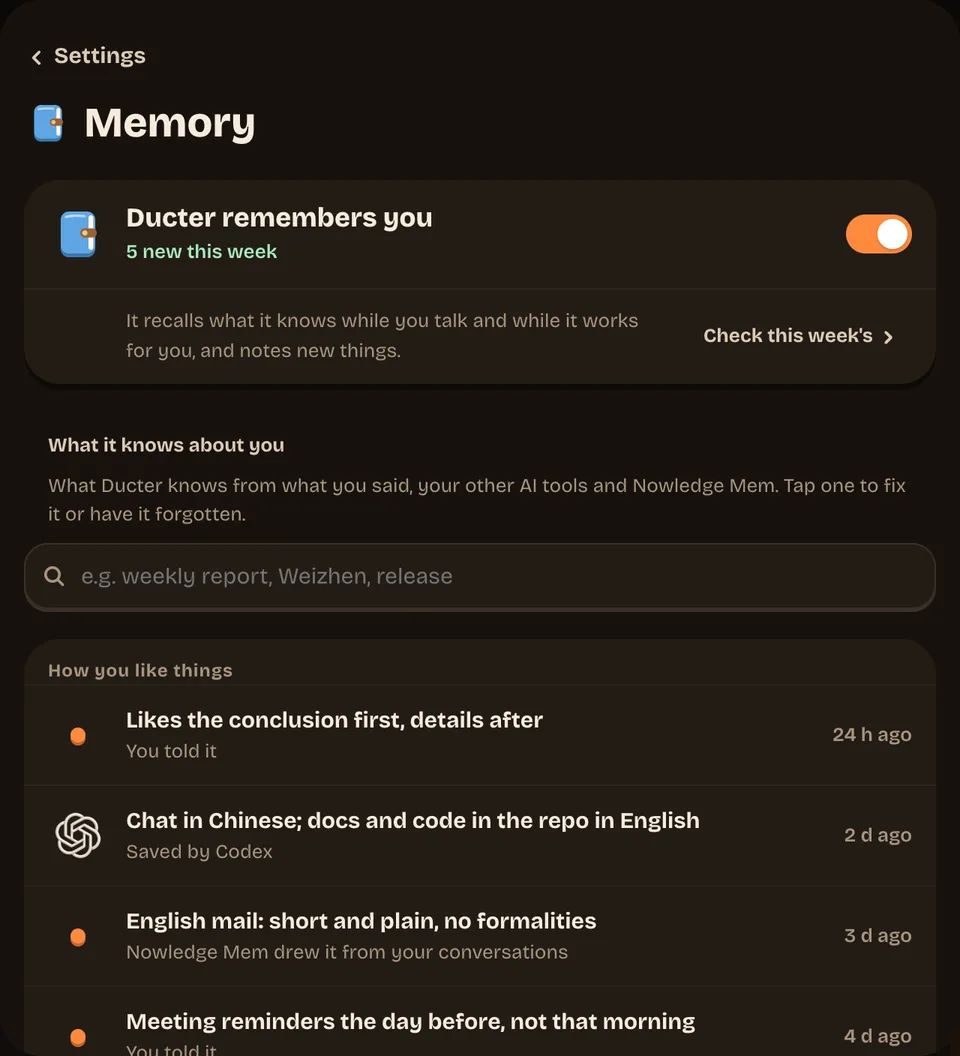 Settings
Memory
Ducter remembers you
5 new this week
It recalls what it knows while you talk and while it works
for you, and notes new things.
Check this week's
What it knows about you
What Ducter knows from what you said, your other AI tools and Nowledge Mem. Tap one to fix
it or have it forgotten.
e.g. weekly report, Weizhen, release
How you like things
Likes the conclusion first, details after
You told it
24 h ago
Chat in Chinese; docs and code in the repo in English
Saved by Codex
2 d ago
English mail: short and plain, no formalities
Nowledge Mem drew it from your conversations
3 d ago
Meeting reminders the day before, not that morning
You told it
4 d ago